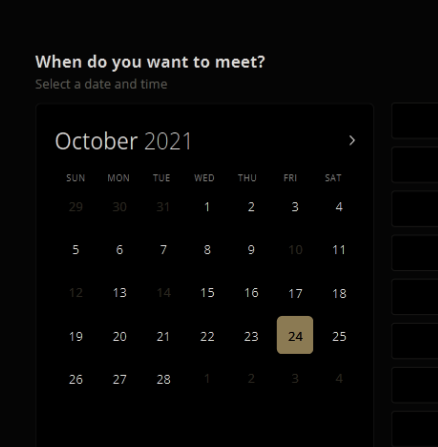 When do you want to meet?
Select a date and time
October 2021
SUN MON TUE WED THU FRI SAT
29 30 31 1 2 3 4
5 6 7 8 9 10 11
12 13 14 15 16 17 18
19 20 21 22 23 24 25
26 27 28 1 2 3 4